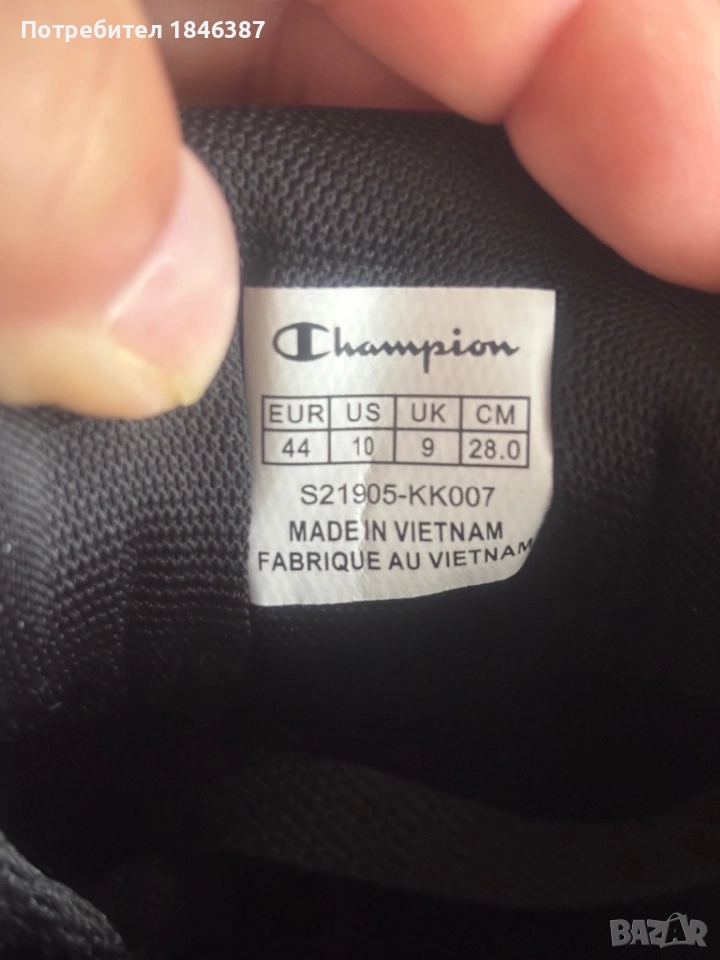 Потребител 1846387
Champion
EUR US UK CM
44 10 9 28.0
S21905-KK007
MADE IN VIETNAM
FABRIQUE AU VIETNAM
BAZAR